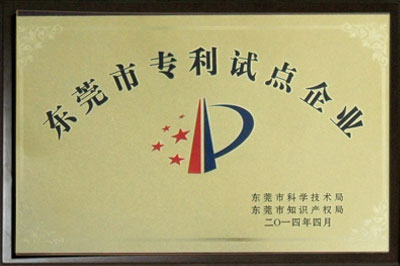 东莞市专利试点企业
东莞市科学技术局
东莞市知识产权局
二〇一四年四月